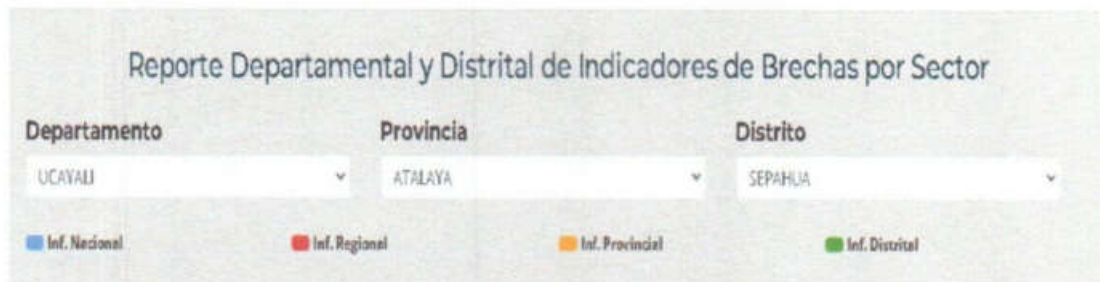 Reporte Departamental y Distrital de Indicadores de Brechas por Sector
Departamento Provincia Distrito
UCAYALI ATALAYA SEPAHUA
Inf. Nacional Inf. Regional Inf. Provincial Inf. Distrital